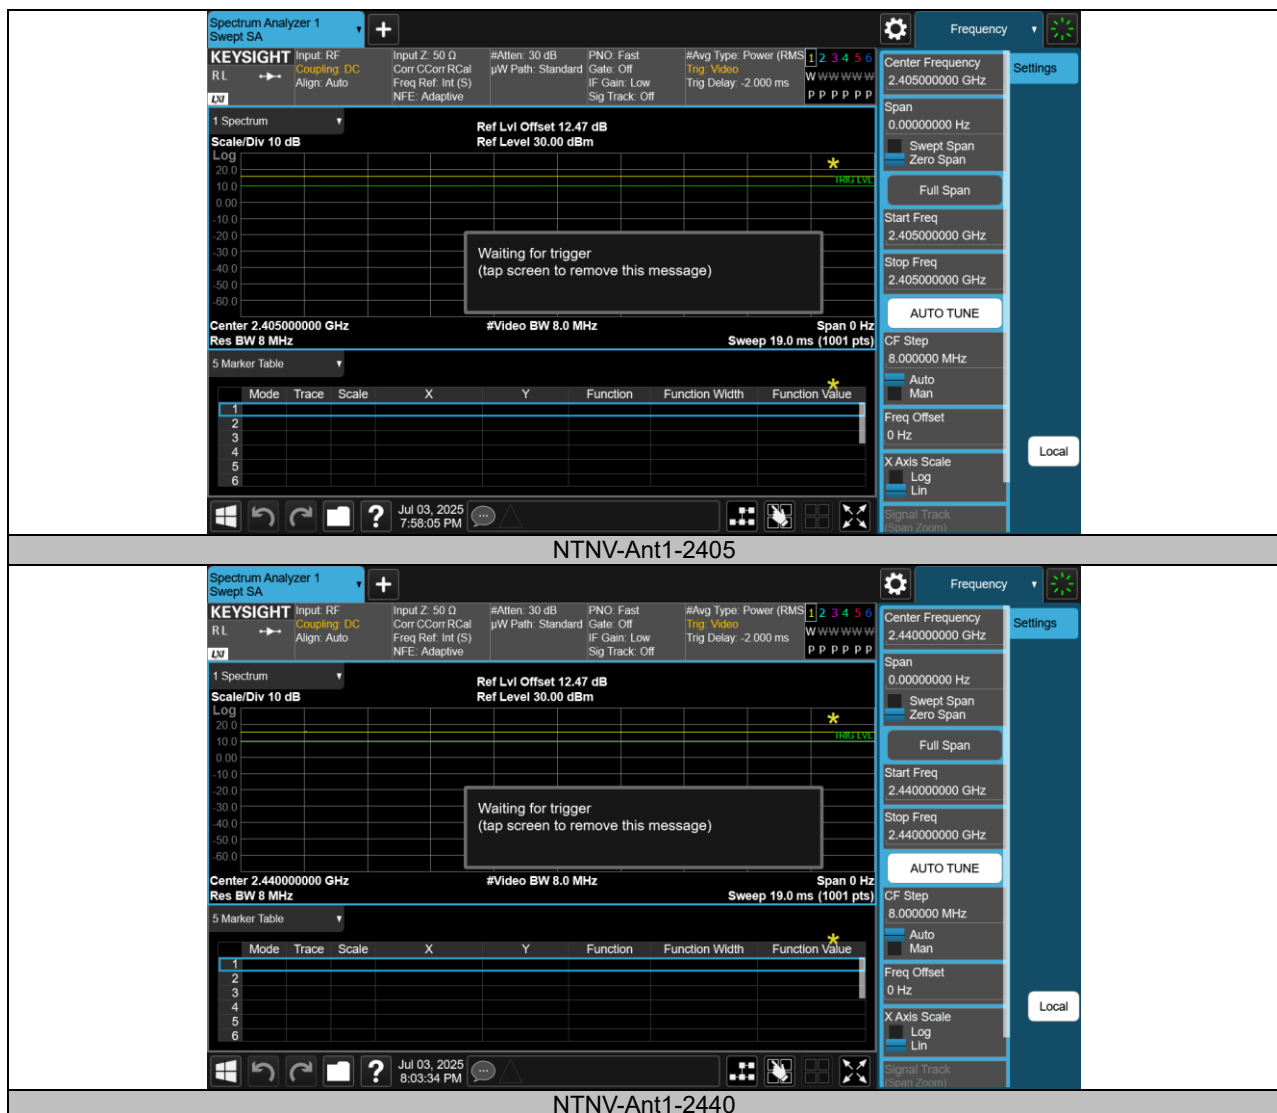 Spectrum Analyzer 1
Swept SA
+
Frequency
KEYSIGHT
RL
LXI
Input: RF
Coupling: DC
Align: Auto
Input Z: 50 Ω
Corr CCorr RCal
Freq Ref: Int (S)
NFE: Adaptive
#Atten: 30 dB
µW Path: Standard
PNO: Fast
Gate: Off
IF Gain: Low
Sig Track: Off
#Avg Type: Power (RMS
Trig: Video
Trig Delay: -2.000 ms
1 2 3 4 5 6
W W W W W W
P P P P P P
Center Frequency
2.405000000 GHz
Settings
Span
0.00000000 Hz
Swept Span
Zero Span
Full Span
Start Freq
2.405000000 GHz
Stop Freq
2.405000000 GHz
AUTO TUNE
CF Step
8.000000 MHz
Auto
Man
Freq Offset
0 Hz
X Axis Scale
Log
Lin
Signal Track
(Span Zoom)
Local
1 Spectrum
Scale/Div 10 dB
Ref Lvl Offset 12.47 dB
Ref Level 30.00 dBm
Log
20.0
10.0
0.00
-10.0
-20.0
-30.0
-40.0
-50.0
-60.0
TRIG LVL
Waiting for trigger
(tap screen to remove this message)
Center 2.405000000 GHz
#Video BW 8.0 MHz
Span 0 Hz
Res BW 8 MHz
Sweep 19.0 ms (1001 pts)
5 Marker Table
Mode Trace Scale X Y Function Function Width Function Value
1
2
3
4
5
6
?
Jul 03, 2025
7:58:05 PM
NTNV-Ant1-2405
Spectrum Analyzer 1
Swept SA
+
Frequency
KEYSIGHT
RL
LXI
Input: RF
Coupling: DC
Align: Auto
Input Z: 50 Ω
Corr CCorr RCal
Freq Ref: Int (S)
NFE: Adaptive
#Atten: 30 dB
µW Path: Standard
PNO: Fast
Gate: Off
IF Gain: Low
Sig Track: Off
#Avg Type: Power (RMS
Trig: Video
Trig Delay: -2.000 ms
1 2 3 4 5 6
W W W W W W
P P P P P P
Center Frequency
2.440000000 GHz
Settings
Span
0.00000000 Hz
Swept Span
Zero Span
Full Span
Start Freq
2.440000000 GHz
Stop Freq
2.440000000 GHz
AUTO TUNE
CF Step
8.000000 MHz
Auto
Man
Freq Offset
0 Hz
X Axis Scale
Log
Lin
Signal Track
(Span Zoom)
Local
1 Spectrum
Scale/Div 10 dB
Ref Lvl Offset 12.47 dB
Ref Level 30.00 dBm
Log
20.0
10.0
0.00
-10.0
-20.0
-30.0
-40.0
-50.0
-60.0
TRIG LVL
Waiting for trigger
(tap screen to remove this message)
Center 2.440000000 GHz
#Video BW 8.0 MHz
Span 0 Hz
Res BW 8 MHz
Sweep 19.0 ms (1001 pts)
5 Marker Table
Mode Trace Scale X Y Function Function Width Function Value
1
2
3
4
5
6
?
Jul 03, 2025
8:03:34 PM
NTNV-Ant1-2440